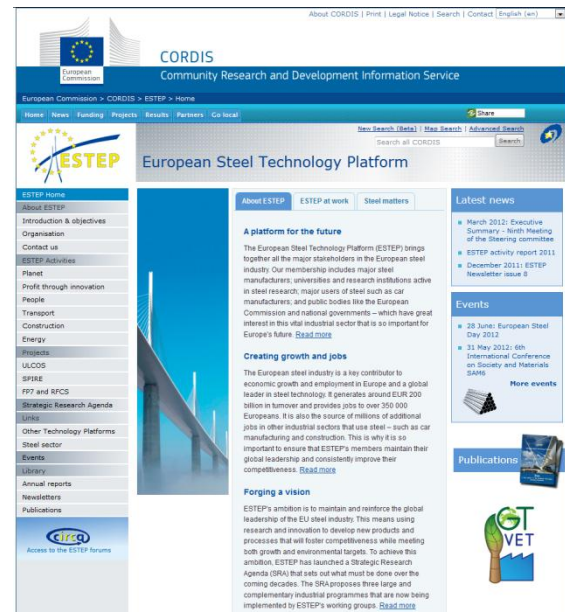 About CORDIS | Print | Legal Notice | Search | Contact English (en)
European
Commission
CORDIS
Community Research and Development Information Service
European Commission > CORDIS > ESTEP > Home
Home News Funding Projects Results Partners Go local
Share
New Search (Beta) | Map Search | Advanced Search
Search all CORDIS Search
ESTEP
European Steel Technology Platform
ESTEP Home
About ESTEP
Introduction & objectives
Organisation
Contact us
ESTEP Activities
Planet
Profit through innovation
People
Transport
Construction
Energy
Projects
ULCOS
SPIRE
FP7 and RFCS
Strategic Research Agenda
Links
Other Technology Platforms
Steel sector
Events
Library
Annual reports
Newsletters
Publications
circa
Access to the ESTEP forums
About ESTEP ESTEP at work Steel matters
A platform for the future
The European Steel Technology Platform (ESTEP) brings
together all the major stakeholders in the European steel
industry. Our membership includes major steel
manufacturers; universities and research institutions active
in steel research; major users of steel such as car
manufacturers; and public bodies like the European
Commission and national governments – which have great
interest in this vital industrial sector that is so important for
Europe's future. Read more
Creating growth and jobs
The European steel industry is a key contributor to
economic growth and employment in Europe and a global
leader in steel technology. It generates around EUR 200
billion in turnover and provides jobs to over 350 000
Europeans. It is also the source of millions of additional
jobs in other industrial sectors that use steel – such as car
manufacturing and construction. This is why it is so
important to ensure that ESTEP's members maintain their
global leadership and consistently improve their
competitiveness. Read more
Forging a vision
ESTEP's ambition is to maintain and reinforce the global
leadership of the EU steel industry. This means using
research and innovation to develop new products and
processes that will foster competitiveness while meeting
both growth and environmental targets. To achieve this
ambition, ESTEP has launched a Strategic Research
Agenda (SRA) that sets out what must be done over the
coming decades. The SRA proposes three large and
complementary industrial programmes that are now being
implemented by ESTEP's working groups. Read more
Latest news
March 2012: Executive
Summary - Ninth Meeting
of the Steering committee
ESTEP activity report 2011
December 2011: ESTEP
Newsletter issue 8
Events
28 June: European Steel
Day 2012
31 May 2012: 6th
International Conference
on Society and Materials
SAM6
More events
Publications
GT
VET